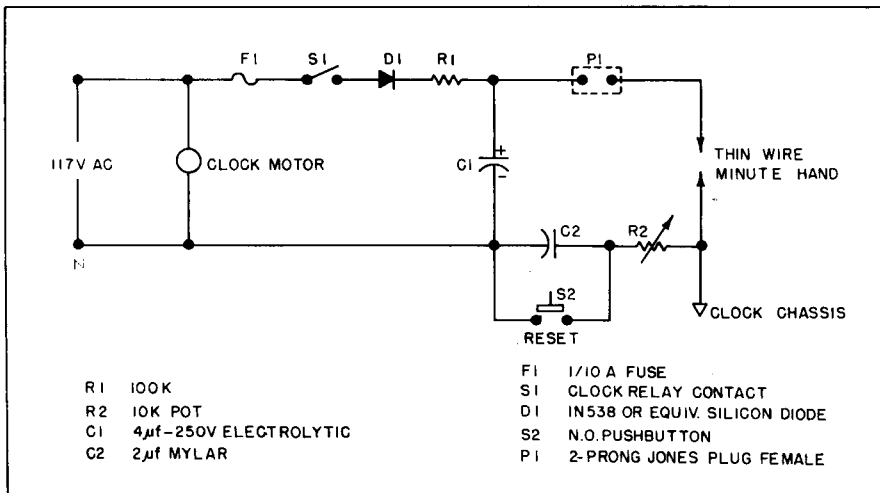 F1 S1 D1 R1 P1
117V AC
CLOCK MOTOR
C1
+
-
THIN WIRE
MINUTE HAND
C2
R2
N
S2
RESET
CLOCK CHASSIS
R1 100K
R2 10K POT
C1 4µf-250V ELECTROLYTIC
C2 2µf MYLAR
F1 1/10 A FUSE
S1 CLOCK RELAY CONTACT
D1 IN538 OR EQUIV. SILICON DIODE
S2 N.O. PUSHBUTTON
P1 2-PRONG JONES PLUG FEMALE